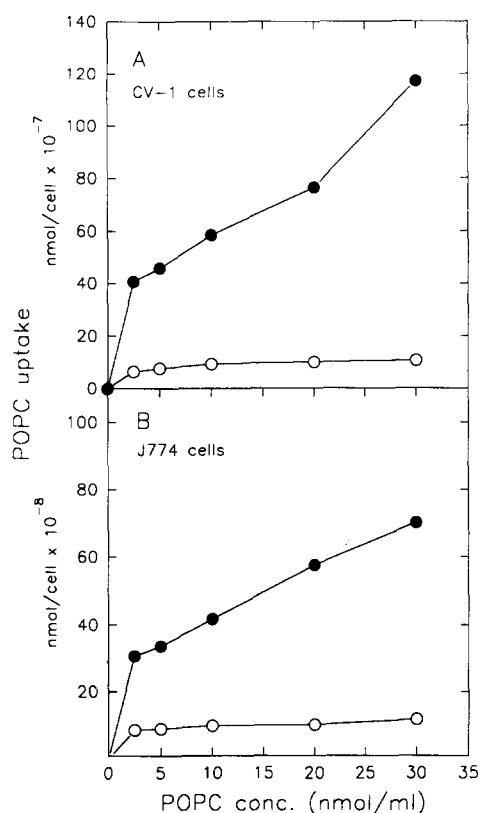 140
A
120
CV-1 cells
100
80
60
40
20
0
nmol/cell x 10⁻⁷
POPC uptake
B
100
J774 cells
80
60
40
20
nmol/cell x 10⁻⁸
0 5 10 15 20 25 30 35
POPC conc. (nmol/ml)